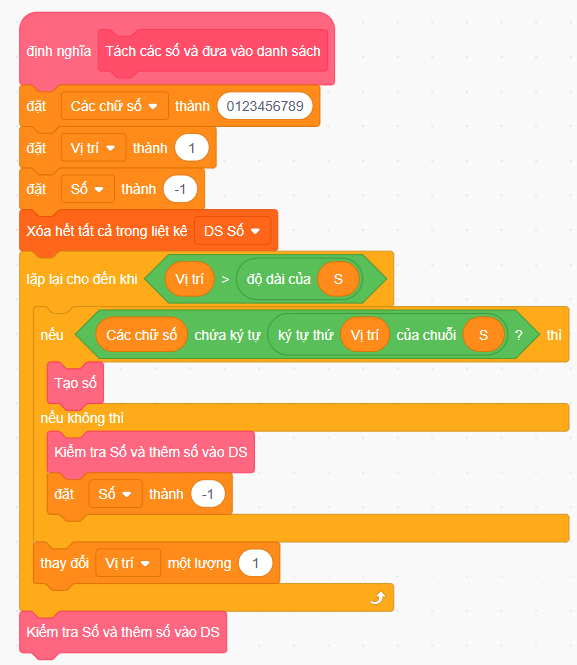 định nghĩa Tách các số và đưa vào danh sách
đặt Các chữ số thành 0123456789
đặt Vị trí thành 1
đặt Số thành -1
Xóa hết tất cả trong liệt kê DS Số
lặp lại cho đến khi Vị trí > độ dài của S
nếu Các chữ số chứa ký tự ký tự thứ Vị trí của chuỗi S ? thì
Tạo số
nếu không thì
Kiểm tra Số và thêm số vào DS
đặt Số thành -1
thay đổi Vị trí một lượng 1
Kiểm tra Số và thêm số vào DS